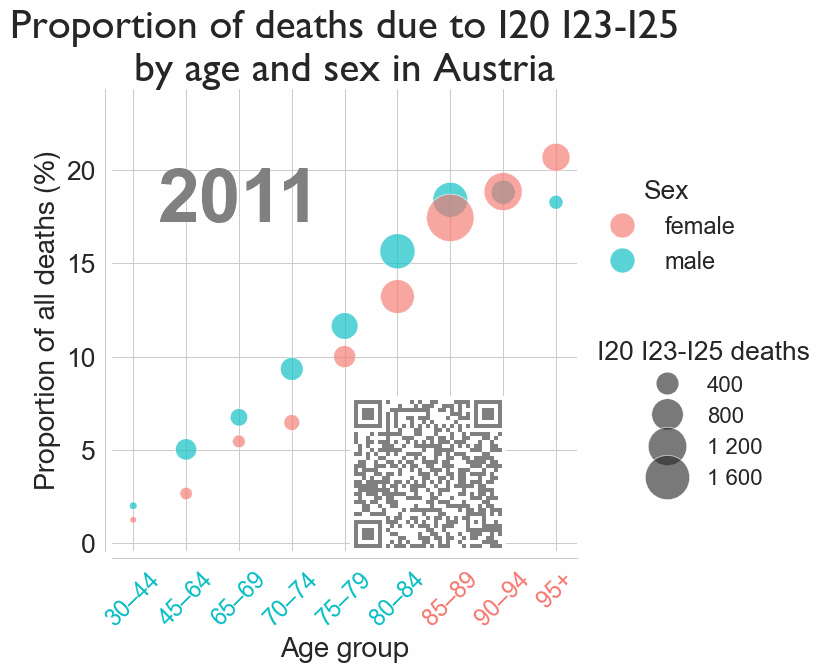 Proportion of deaths due to I20 I23-I25
by age and sex in Austria
2011
Proportion of all deaths (%)
20
15
10
5
0
30–44
45–64
65–69
70–74
75–79
80–84
85–89
90–94
95+
Age group
Sex
female
male
I20 I23-I25 deaths
400
800
1 200
1 600